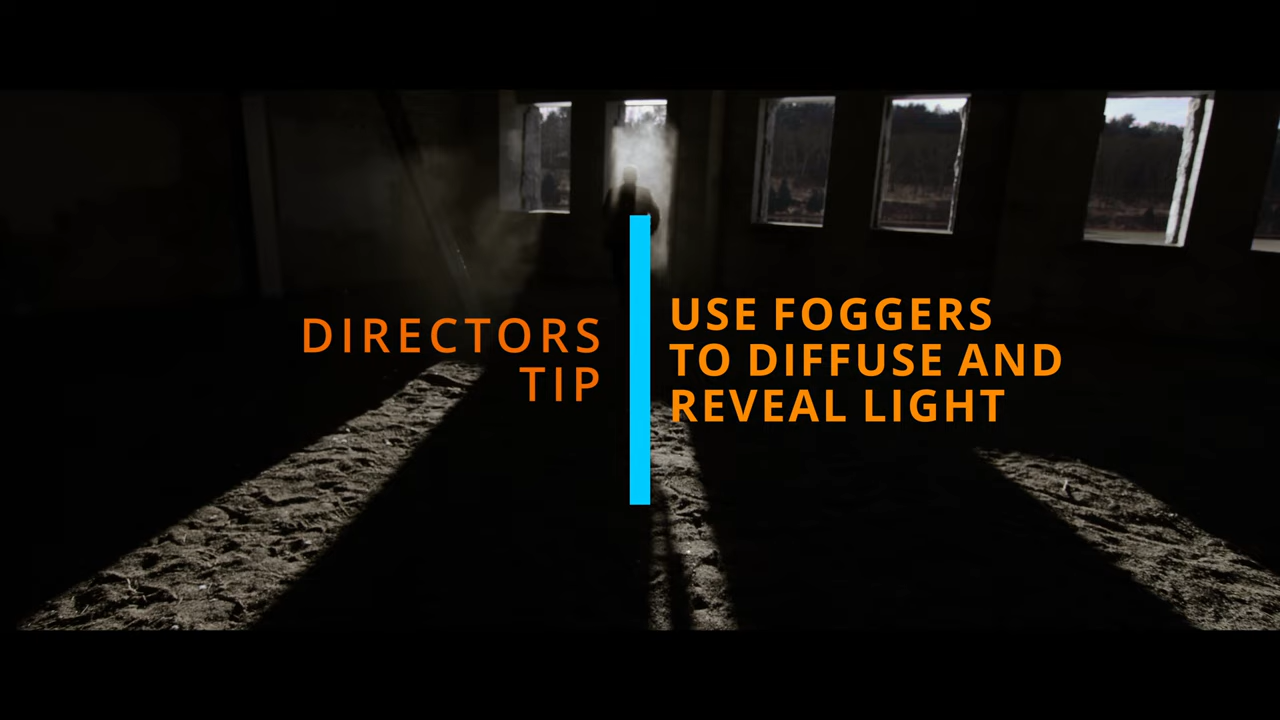 DIRECTORS
TIP
USE FOGGERS
TO DIFFUSE AND
REVEAL LIGHT